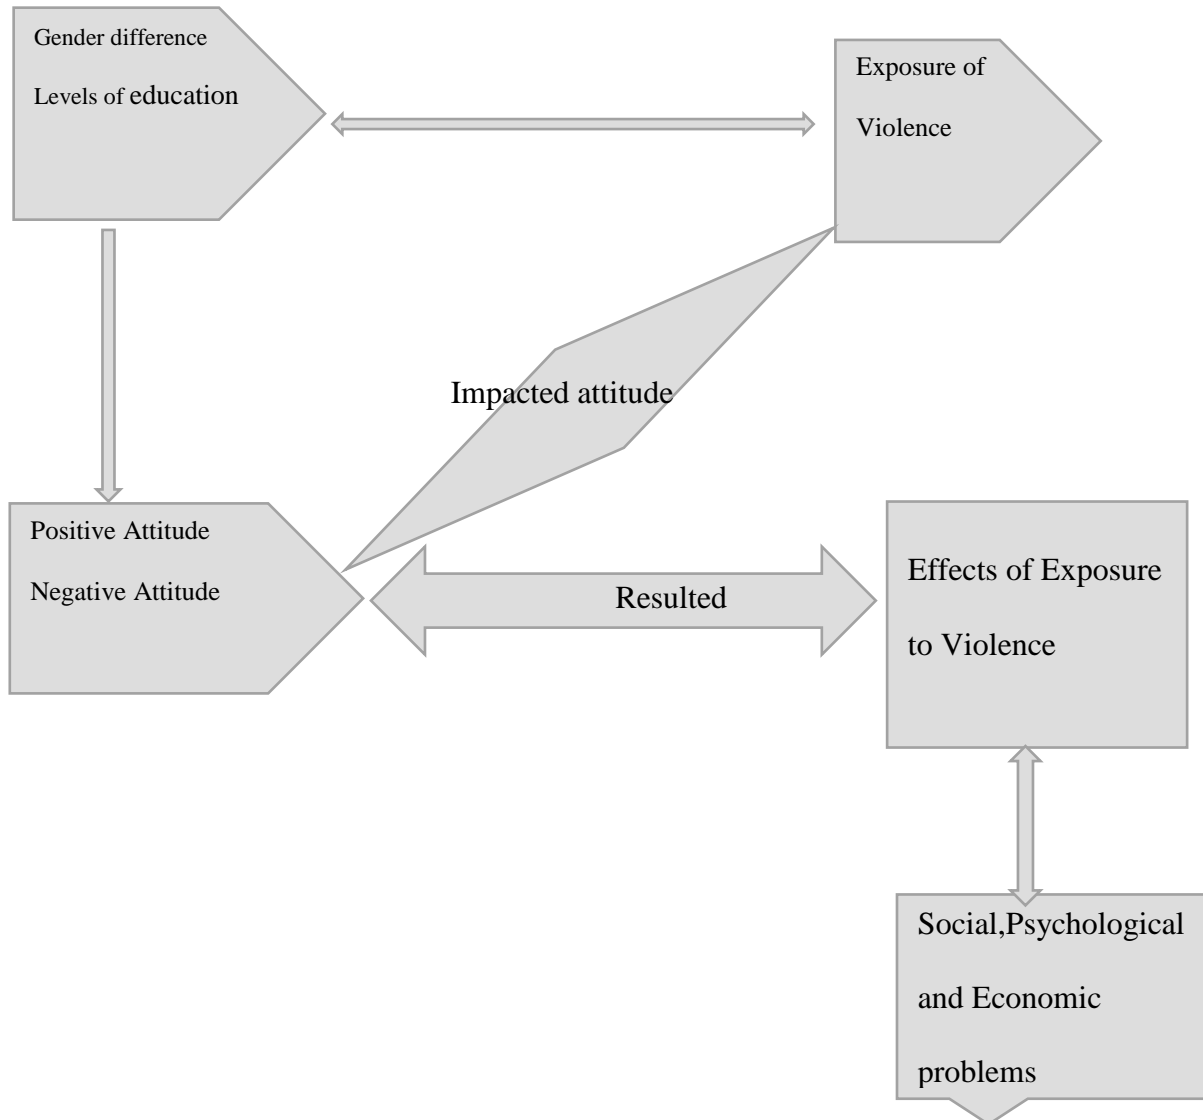 Gender difference
Levels of education
Exposure of
Violence
Impacted attitude
Positive Attitude
Negative Attitude
Resulted
Effects of Exposure
to Violence
Social,Psychological
and Economic
problems